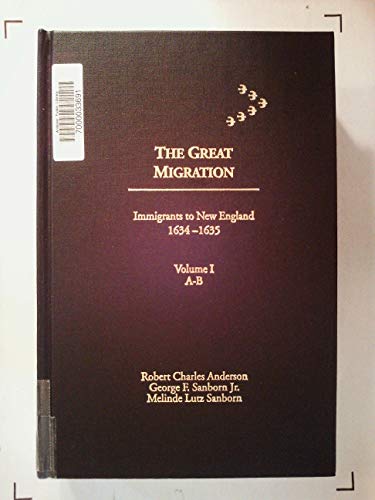 THE GREAT
MIGRATION
Immigrants to New England
1634–1635
Volume I
A-B
Robert Charles Anderson
George F. Sanborn Jr.
Melinde Lutz Sanborn
7000033691